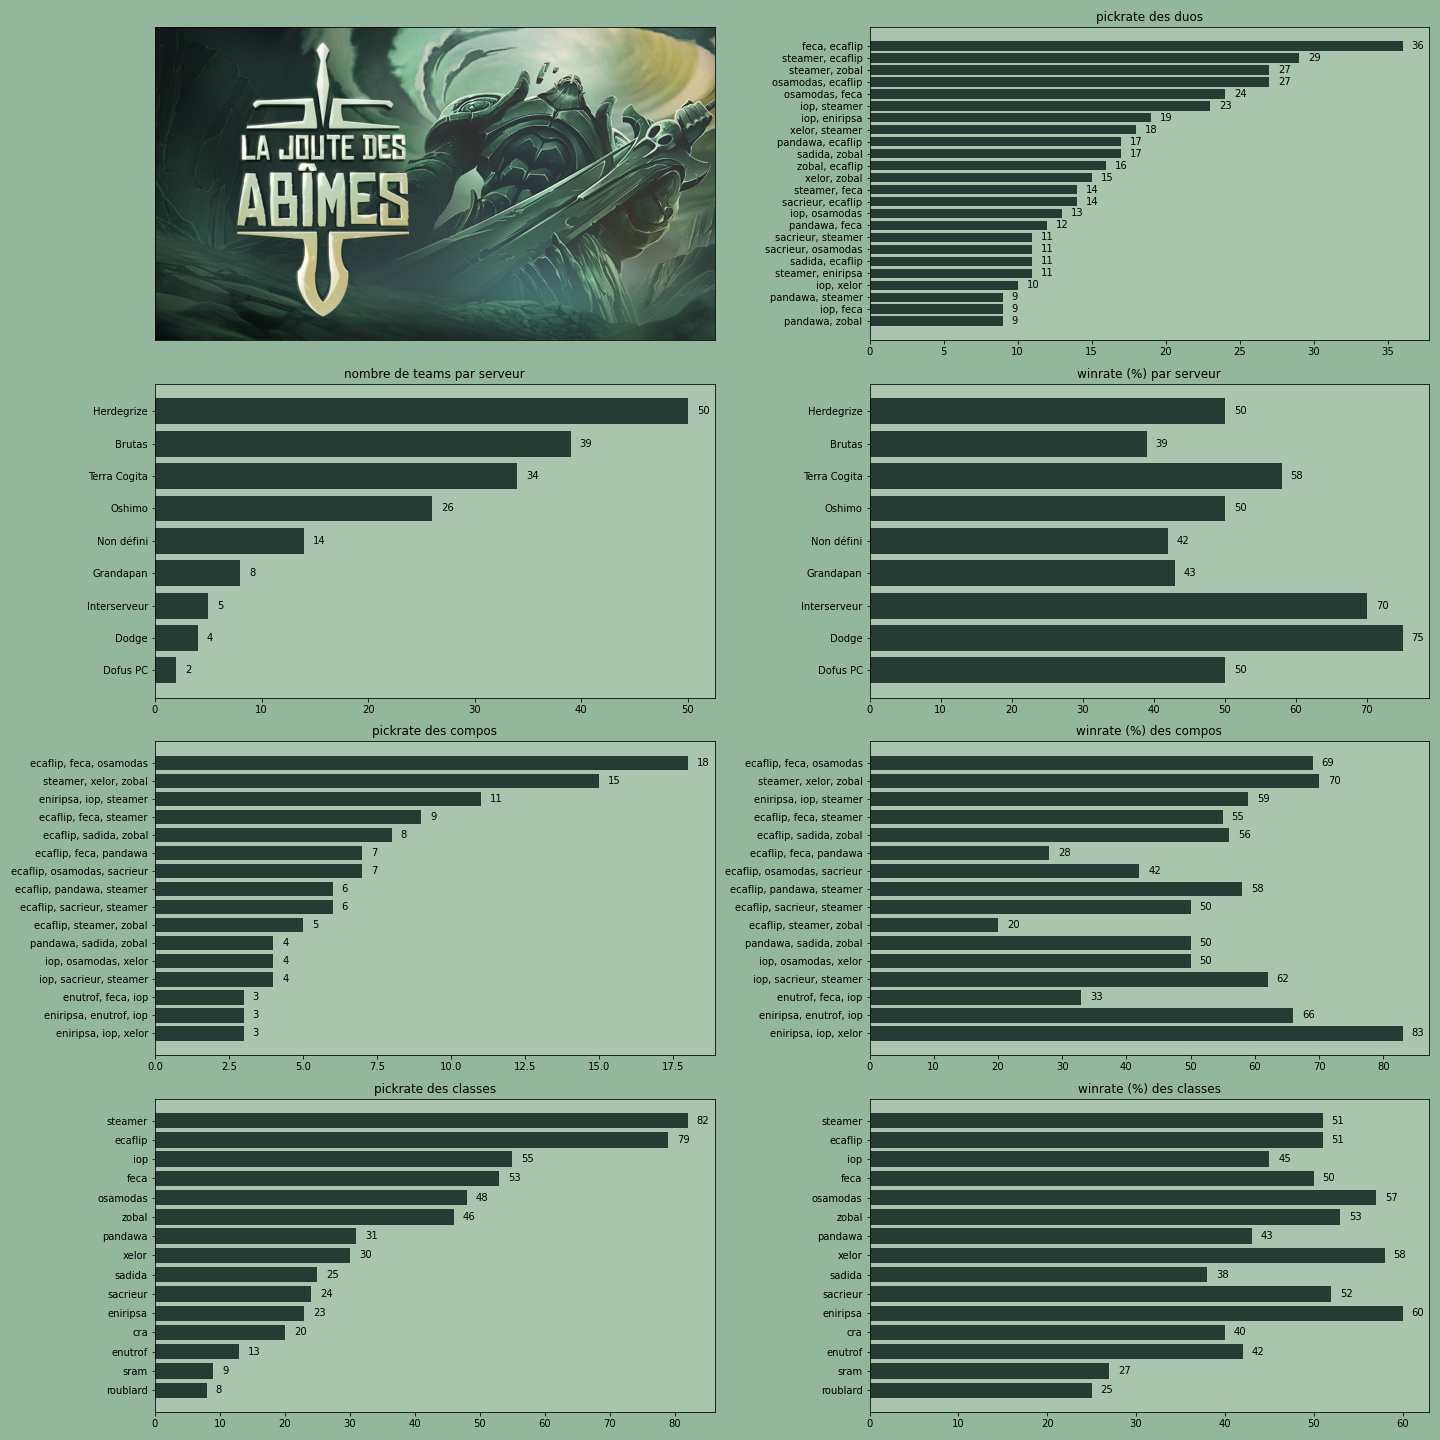 LA JOUTE DES
ABÎMES
pickrate des duos
feca, ecaflip 36
steamer, ecaflip 29
steamer, zobal 27
osamodas, ecaflip 27
osamodas, feca 24
iop, steamer 23
iop, eniripsa 19
xelor, steamer 18
pandawa, ecaflip 17
sadida, zobal 17
zobal, ecaflip 16
xelor, zobal 15
steamer, feca 14
sacrieur, ecaflip 14
iop, osamodas 13
pandawa, feca 12
sacrieur, steamer 11
sacrieur, osamodas 11
sadida, ecaflip 11
steamer, eniripsa 11
iop, xelor 10
pandawa, steamer 9
iop, feca 9
pandawa, zobal 9
0 5 10 15 20 25 30 35
nombre de teams par serveur
Herdegrize 50
Brutas 39
Terra Cogita 34
Oshimo 26
Non défini 14
Grandapan 8
Interserveur 5
Dodge 4
Dofus PC 2
0 10 20 30 40 50
winrate (%) par serveur
Herdegrize 50
Brutas 39
Terra Cogita 58
Oshimo 50
Non défini 42
Grandapan 43
Interserveur 70
Dodge 75
Dofus PC 50
0 10 20 30 40 50 60 70
pickrate des compos
ecaflip, feca, osamodas 18
steamer, xelor, zobal 15
eniripsa, iop, steamer 11
ecaflip, feca, steamer 9
ecaflip, sadida, zobal 8
ecaflip, feca, pandawa 7
ecaflip, osamodas, sacrieur 7
ecaflip, pandawa, steamer 6
ecaflip, sacrieur, steamer 6
ecaflip, steamer, zobal 5
pandawa, sadida, zobal 4
iop, osamodas, xelor 4
iop, sacrieur, steamer 4
enutrof, feca, iop 3
eniripsa, enutrof, iop 3
eniripsa, iop, xelor 3
0.0 2.5 5.0 7.5 10.0 12.5 15.0 17.5
winrate (%) des compos
ecaflip, feca, osamodas 69
steamer, xelor, zobal 70
eniripsa, iop, steamer 59
ecaflip, feca, steamer 55
ecaflip, sadida, zobal 56
ecaflip, feca, pandawa 28
ecaflip, osamodas, sacrieur 42
ecaflip, pandawa, steamer 58
ecaflip, sacrieur, steamer 50
ecaflip, steamer, zobal 20
pandawa, sadida, zobal 50
iop, osamodas, xelor 50
iop, sacrieur, steamer 62
enutrof, feca, iop 33
eniripsa, enutrof, iop 66
eniripsa, iop, xelor 83
0 10 20 30 40 50 60 70 80
pickrate des classes
steamer 82
ecaflip 79
iop 55
feca 53
osamodas 48
zobal 46
pandawa 31
xelor 30
sadida 25
sacrieur 24
eniripsa 23
cra 20
enutrof 13
sram 9
roublard 8
0 10 20 30 40 50 60 70 80
winrate (%) des classes
steamer 51
ecaflip 51
iop 45
feca 50
osamodas 57
zobal 53
pandawa 43
xelor 58
sadida 38
sacrieur 52
eniripsa 60
cra 40
enutrof 42
sram 27
roublard 25
0 10 20 30 40 50 60